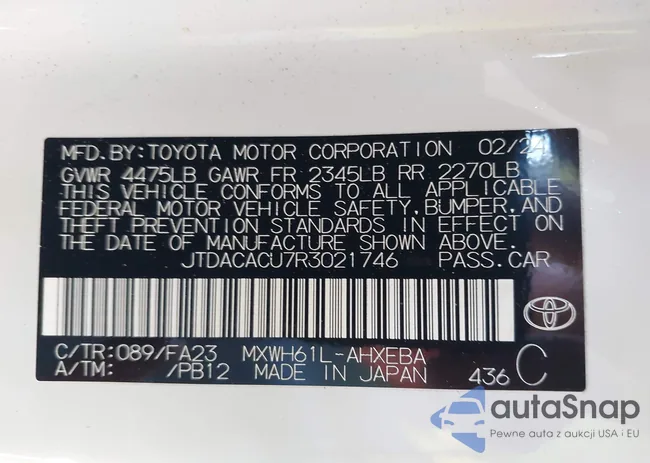 MFD.BY:TOYOTA MOTOR CORPORATION 02/24
GVWR 4475LB GAWR FR 2345LB RR 2270LB
THIS VEHICLE CONFORMS TO ALL APPLICABLE
FEDERAL MOTOR VEHICLE SAFETY,BUMPER,AND
THEFT PREVENTION STANDARDS IN EFFECT ON
THE DATE OF MANUFACTURE SHOWN ABOVE.
JTDACACU7R3021746 PASS.CAR
C/TR:089/FA23 MXWH61L-AHXEBA
A/TM: /PB12 MADE IN JAPAN 436 C
autaSnap
Pewne auta z aukcji USA i EU